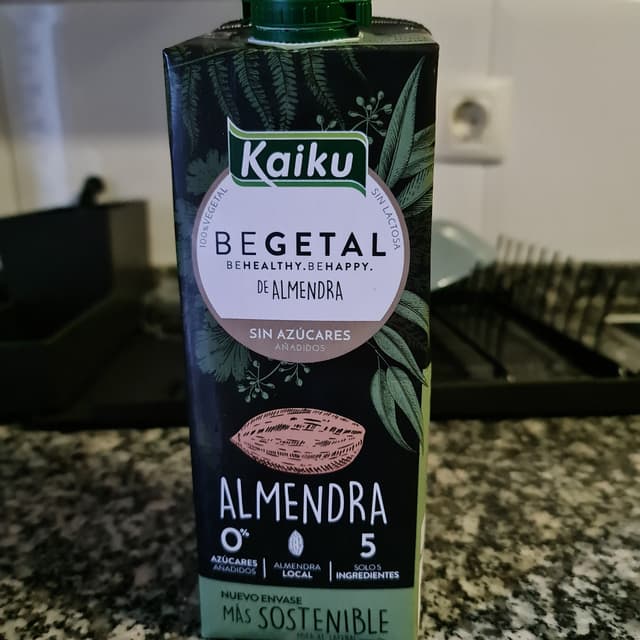 Kaiku
100% VEGETAL
SIN LACTOSA
BEGETAL
BEHEALTHY.BEHAPPY.
DE ALMENDRA
SIN AZÚCARES
AÑADIDOS
ALMENDRA
0%
AZÚCARES
AÑADIDOS
ALMENDRA
LOCAL
5
SOLO 5
INGREDIENTES
NUEVO ENVASE
MÁS SOSTENIBLE